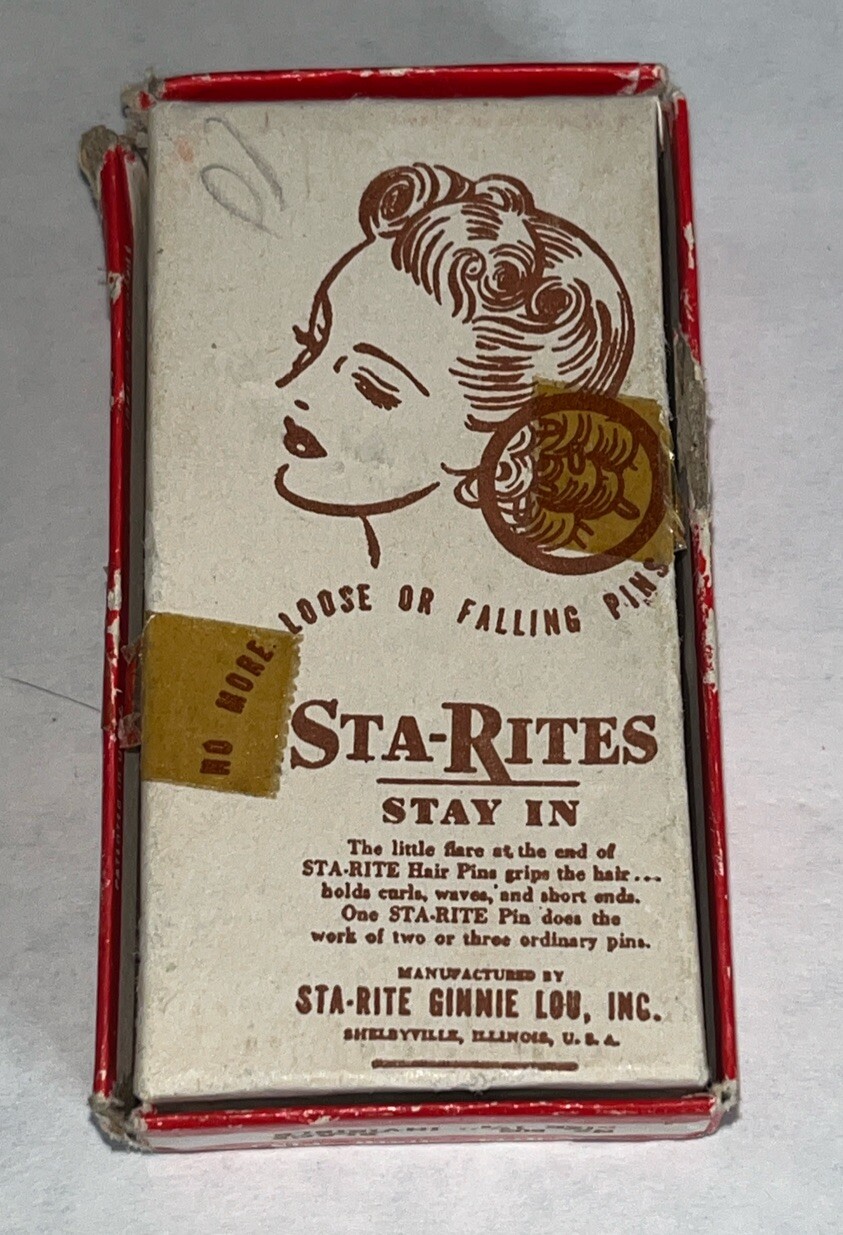 NO MORE LOOSE OR FALLING PINS
STA-RITES
STAY IN
The little flare at the end of
STA-RITE Hair Pins grips the hair...
holds curls, waves, and short ends.
One STA-RITE Pin does the
work of two or three ordinary pins.
MANUFACTURED BY
STA-RITE GINNIE LOU, INC.
SHELBYVILLE, ILLINOIS, U. S. A.